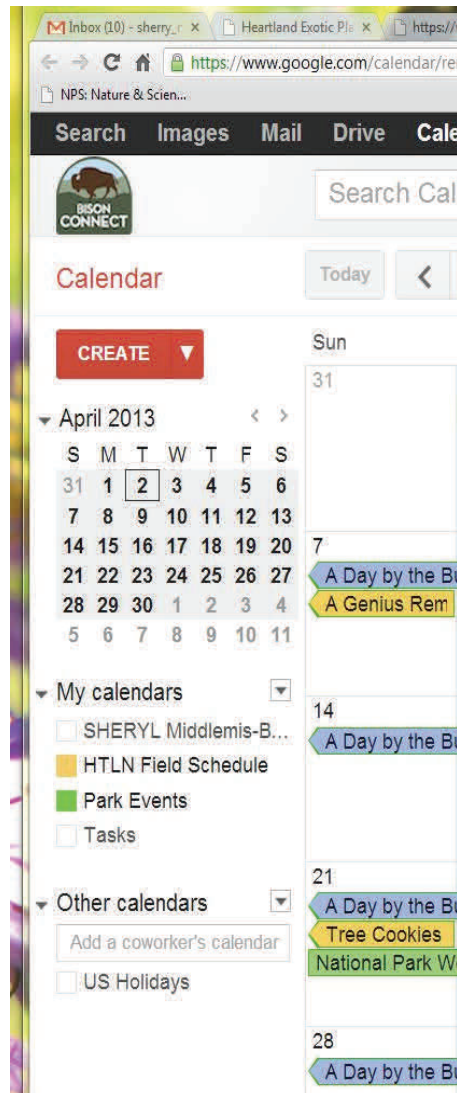 Inbox (10) - sherry_r
Heartland Exotic Pla
https://
https://www.google.com/calendar/re
NPS: Nature & Scien...
Search Images Mail Drive Cale
BISON
CONNECT
Search Cal
Calendar
Today
CREATE
April 2013
S M T W T F S
31 1 2 3 4 5 6
7 8 9 10 11 12 13
14 15 16 17 18 19 20
21 22 23 24 25 26 27
28 29 30 1 2 3 4
5 6 7 8 9 10 11
My calendars
SHERYL Middlemis-B...
HTLN Field Schedule
Park Events
Tasks
Other calendars
Add a coworker's calendar
US Holidays
Sun
31
7
A Day by the Bu
A Genius Rem
14
A Day by the Bu
21
A Day by the Bu
Tree Cookies
National Park We
28
A Day by the Bu